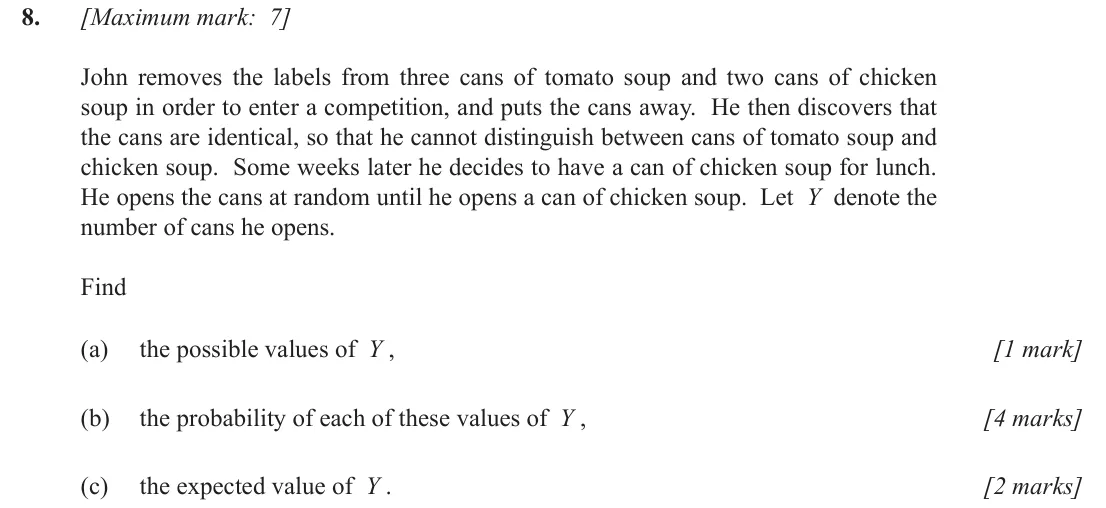 8. [Maximum mark: 7]
John removes the labels from three cans of tomato soup and two cans of chicken
soup in order to enter a competition, and puts the cans away. He then discovers that
the cans are identical, so that he cannot distinguish between cans of tomato soup and
chicken soup. Some weeks later he decides to have a can of chicken soup for lunch.
He opens the cans at random until he opens a can of chicken soup. Let Y denote the
number of cans he opens.
Find
(a) the possible values of Y, [1 mark]
(b) the probability of each of these values of Y, [4 marks]
(c) the expected value of Y. [2 marks]